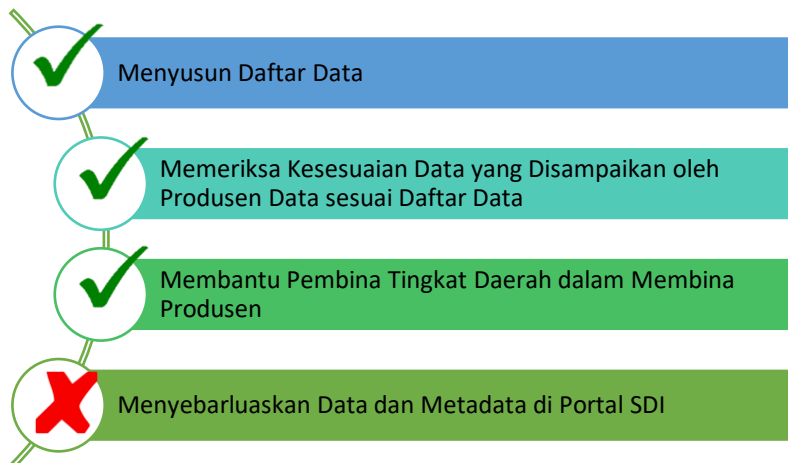 Menyusun Daftar Data
Memeriksa Kesesuaian Data yang Disampaikan oleh
Produsen Data sesuai Daftar Data
Membantu Pembina Tingkat Daerah dalam Membina
Produsen
Menyebarluaskan Data dan Metadata di Portal SDI